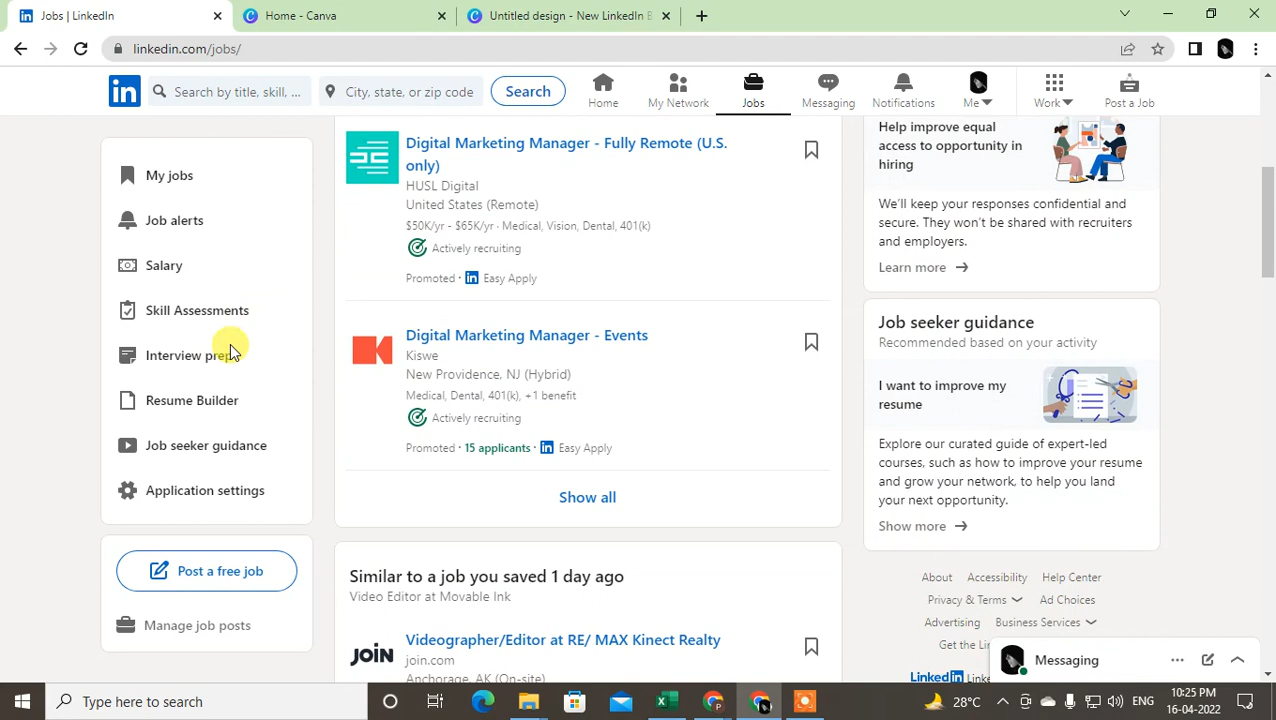 Jobs | LinkedIn
Home - Canva
Untitled design - New LinkedIn B
linkedin.com/jobs/
in
Search by title, skill, ...
City, state, or zip code
Search
Home
My Network
Jobs
Messaging
Notifications
Me
Work
Post a Job
My jobs
Job alerts
Salary
Skill Assessments
Interview prep
Resume Builder
Job seeker guidance
Application settings
Post a free job
Manage job posts
Digital Marketing Manager - Fully Remote (U.S.
only)
HUSL Digital
United States (Remote)
$50K/yr - $65K/yr · Medical, Vision, Dental, 401(k)
Actively recruiting
Promoted · in Easy Apply
Digital Marketing Manager - Events
Kiswe
New Providence, NJ (Hybrid)
Medical, Dental, 401(k), +1 benefit
Actively recruiting
Promoted · 15 applicants · in Easy Apply
Show all
Similar to a job you saved 1 day ago
Video Editor at Movable Ink
JOIN
Videographer/Editor at RE/ MAX Kinect Realty
join.com
Anchorage, AK (On-site)
Help improve equal
access to opportunity in
hiring
We'll keep your responses confidential and
secure. They won't be shared with recruiters
and employers.
Learn more
Job seeker guidance
Recommended based on your activity
I want to improve my
resume
Explore our curated guide of expert-led
courses, such as how to improve your resume
and grow your network, to help you land
your next opportunity.
Show more
About Accessibility Help Center
Privacy & Terms Ad Choices
Advertising Business Services
Get the Lin
LinkedIn Linke
Messaging
Type here to search
28°C
ENG
10:25 PM
16-04-2022